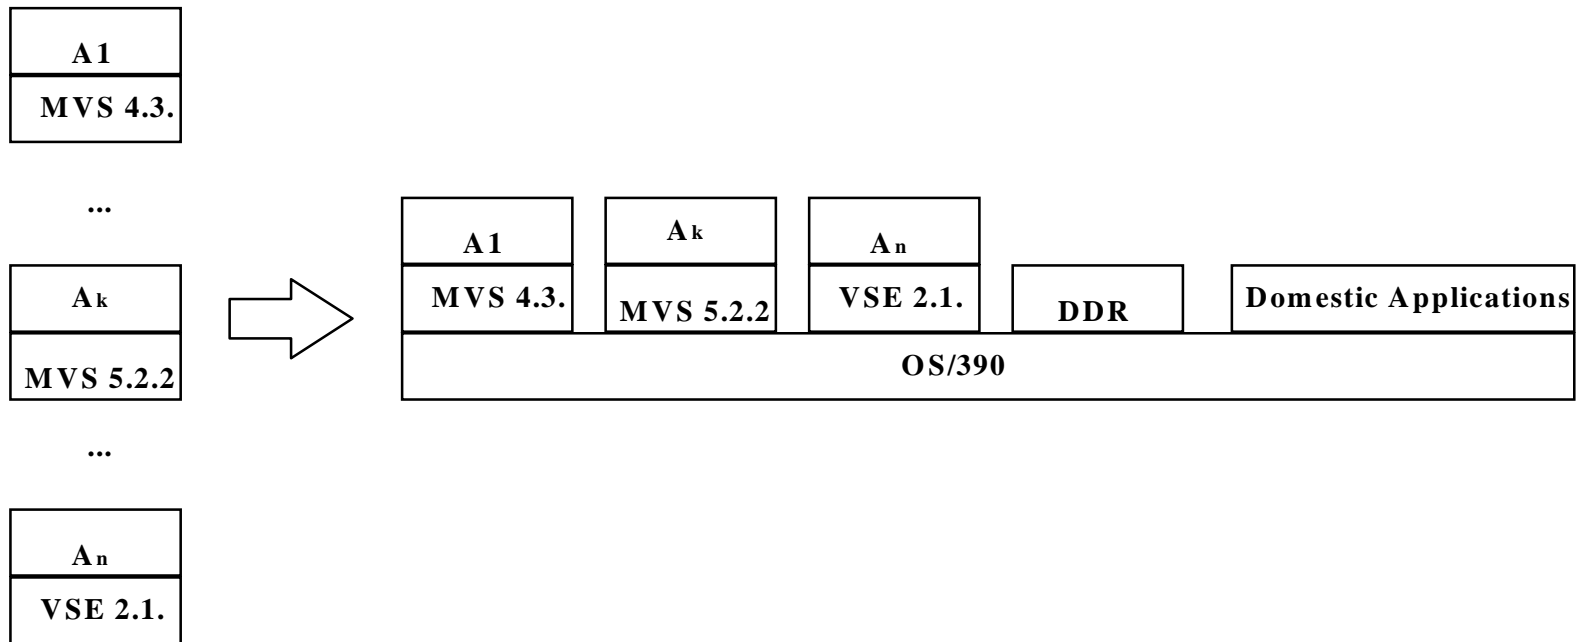 A1
MVS 4.3.
...
Ak
MVS 5.2.2
...
An
VSE 2.1.
A1
MVS 4.3.
Ak
MVS 5.2.2
An
VSE 2.1.
DDR
Domestic Applications
OS/390